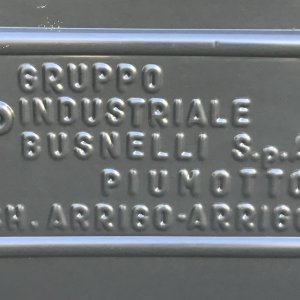 GRUPPO
INDUSTRIALE
BUSNELLI S.p.
PIUMOTTO
H. ARRIGO-ARRIG